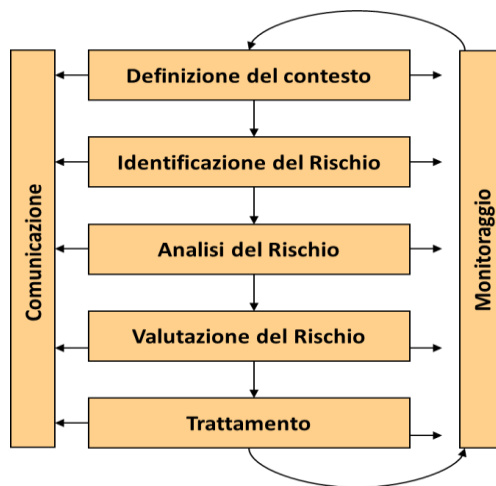 Definizione del contesto
Identificazione del Rischio
Analisi del Rischio
Valutazione del Rischio
Trattamento
Comunicazione
Monitoraggio